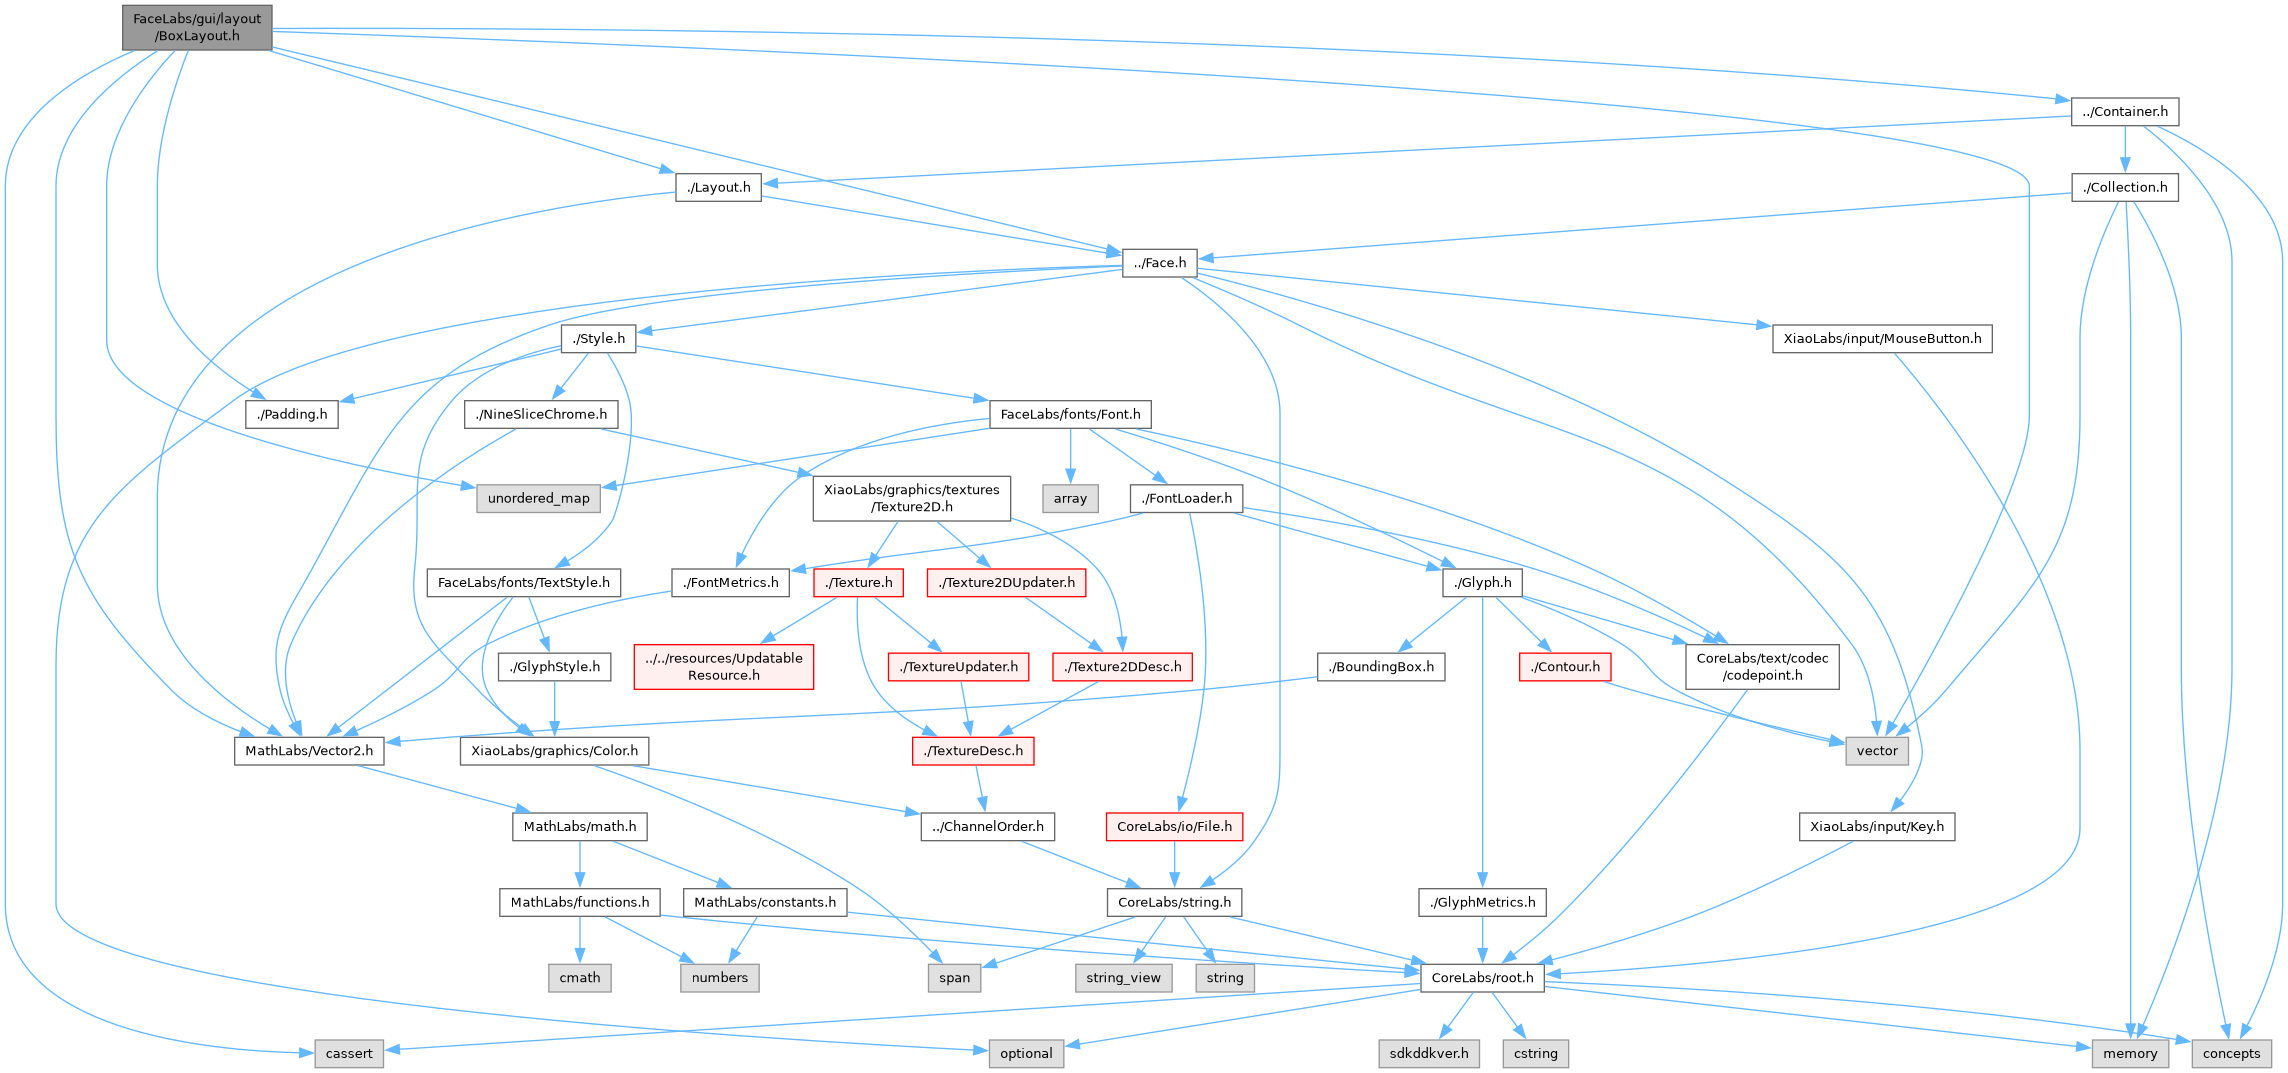 FaceLabs/gui/layout
/BoxLayout.h
../Container.h
./Layout.h
./Collection.h
../Face.h
./Style.h
XiaoLabs/input/MouseButton.h
./Padding.h
./NineSliceChrome.h
FaceLabs/fonts/Font.h
unordered_map
XiaoLabs/graphics/textures
/Texture2D.h
array
./FontLoader.h
FaceLabs/fonts/TextStyle.h
./FontMetrics.h
./Texture.h
./Texture2DUpdater.h
./Glyph.h
./GlyphStyle.h
../../resources/Updatable
Resource.h
./TextureUpdater.h
./Texture2DDesc.h
./BoundingBox.h
./Contour.h
CoreLabs/text/codec
/codepoint.h
MathLabs/Vector2.h
XiaoLabs/graphics/Color.h
./TextureDesc.h
vector
MathLabs/math.h
../ChannelOrder.h
CoreLabs/io/File.h
XiaoLabs/input/Key.h
MathLabs/functions.h
MathLabs/constants.h
CoreLabs/string.h
./GlyphMetrics.h
cmath
numbers
span
string_view
string
CoreLabs/root.h
cassert
optional
sdkddkver.h
cstring
memory
concepts